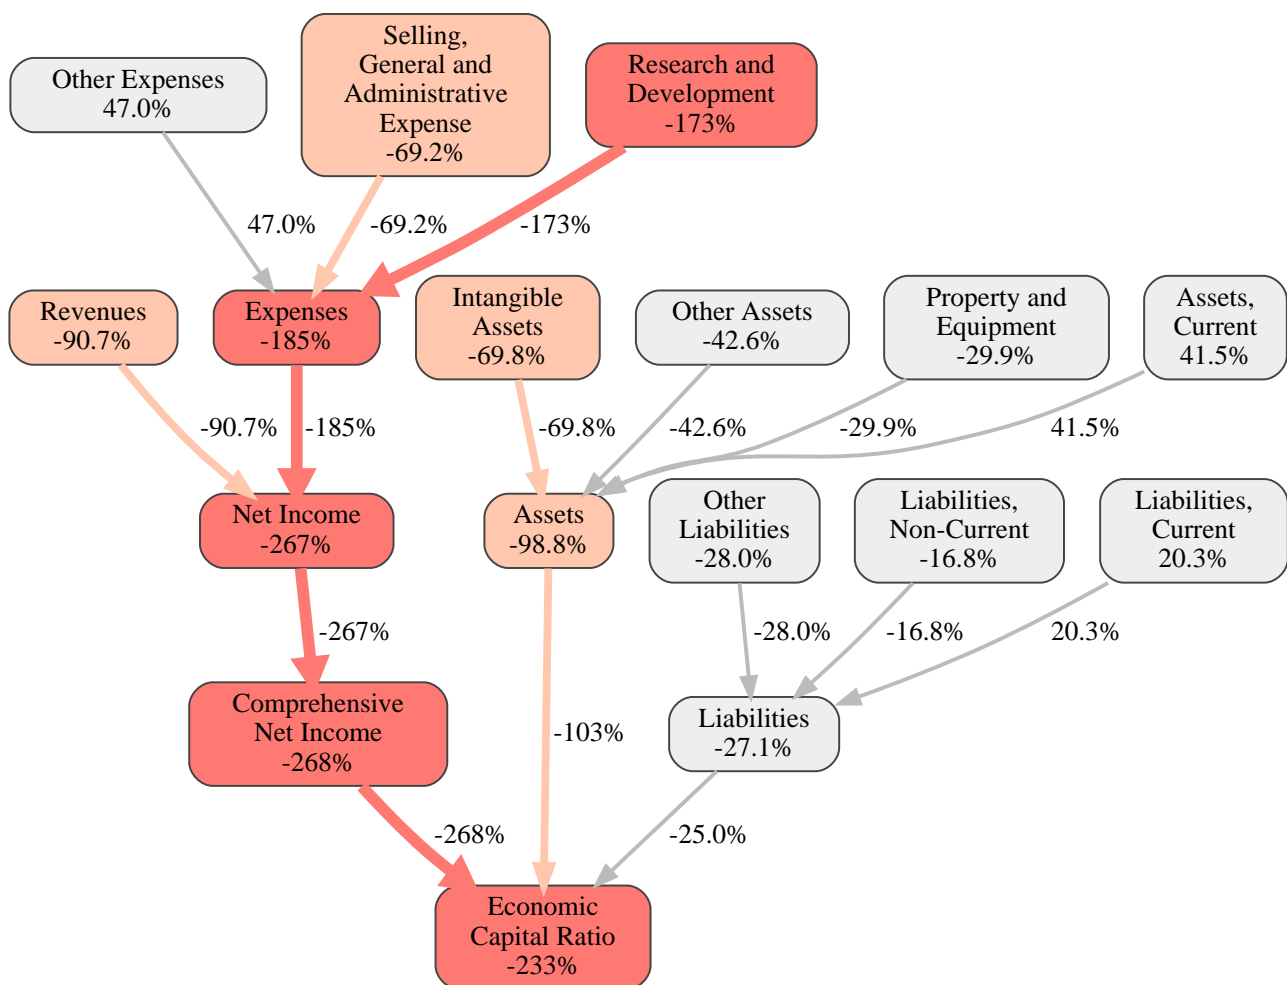 Other Expenses
47.0%
Selling,
General and
Administrative
Expense
-69.2%
Research and
Development
-173%
47.0%
-69.2%
-173%
Revenues
-90.7%
Expenses
-185%
Intangible
Assets
-69.8%
Other Assets
-42.6%
Property and
Equipment
-29.9%
Assets,
Current
41.5%
-90.7%
-185%
-69.8%
-42.6%
-29.9%
41.5%
Net Income
-267%
Assets
-98.8%
Other
Liabilities
-28.0%
Liabilities,
Non-Current
-16.8%
Liabilities,
Current
20.3%
-267%
-28.0%
-16.8%
20.3%
Comprehensive
Net Income
-268%
-103%
Liabilities
-27.1%
-268%
-25.0%
Economic
Capital Ratio
-233%